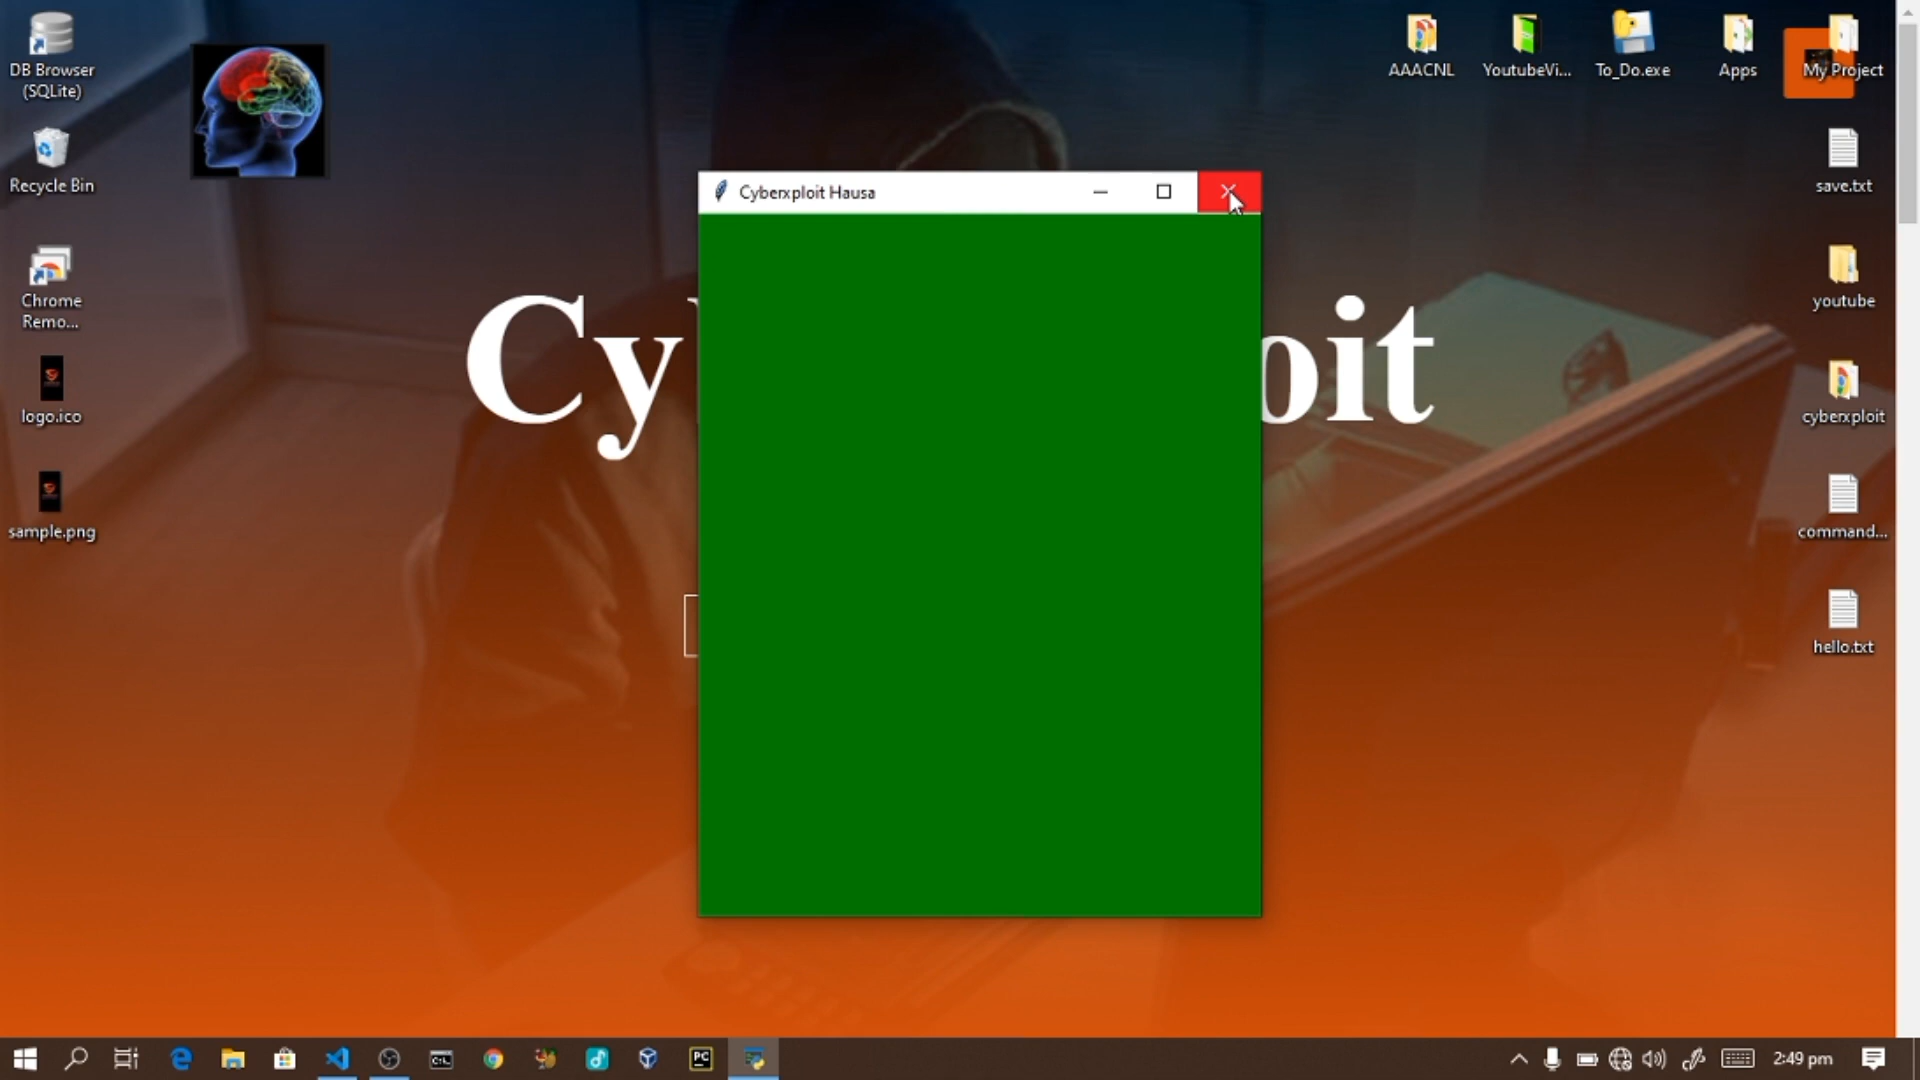 DB Browser
(SQLite)
Recycle Bin
Chrome
Remo...
logo.ico
sample.png
AAACNL
YoutubeVi...
To_Do.exe
Apps
My Project
save.txt
youtube
cyberxploit
command...
hello.txt
Cyberxploit Hausa
Cy
oit
C:\_
PC
2:49 pm